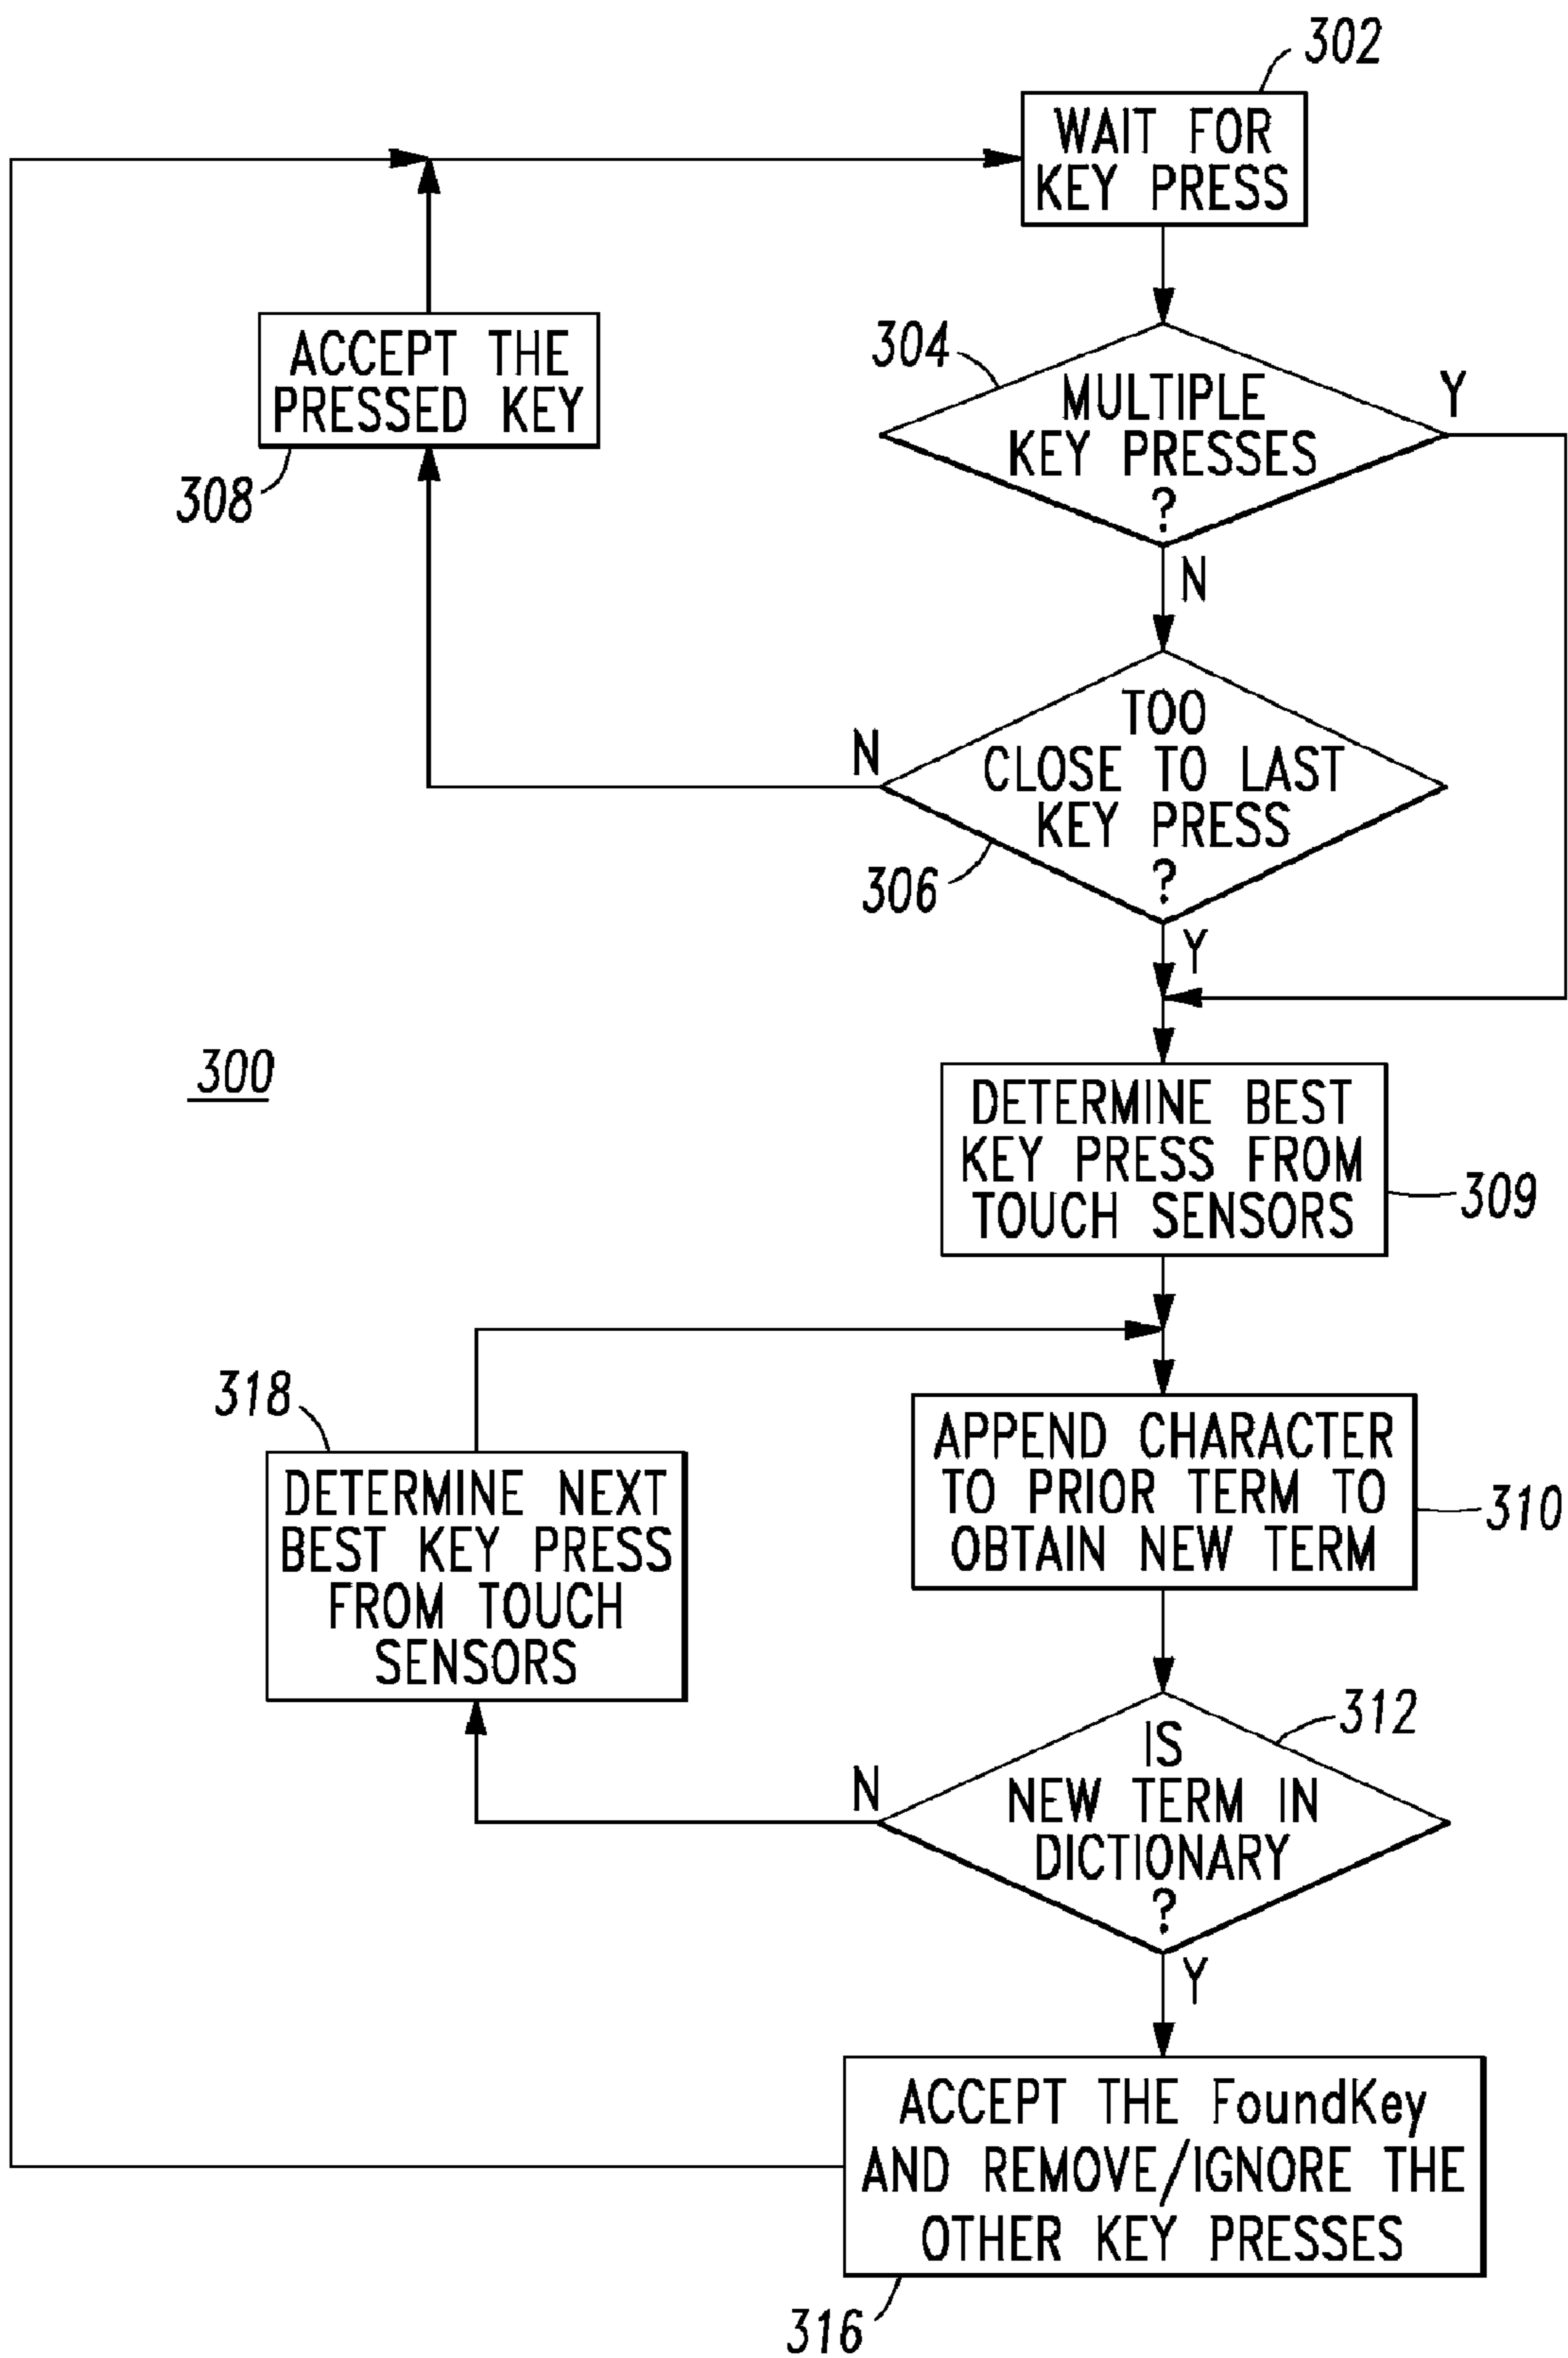 302
WAIT FOR
KEY PRESS
ACCEPT THE
PRESSED KEY
308
304
MULTIPLE
KEY PRESSES
?
Y
N
TOO
CLOSE TO LAST
KEY PRESS
?
N
306
Y
300
DETERMINE BEST
KEY PRESS FROM
TOUCH SENSORS
309
318
DETERMINE NEXT
BEST KEY PRESS
FROM TOUCH
SENSORS
APPEND CHARACTER
TO PRIOR TERM TO
OBTAIN NEW TERM
310
312
IS
NEW TERM IN
DICTIONARY
?
N
Y
ACCEPT THE FoundKey
AND REMOVE/IGNORE THE
OTHER KEY PRESSES
316